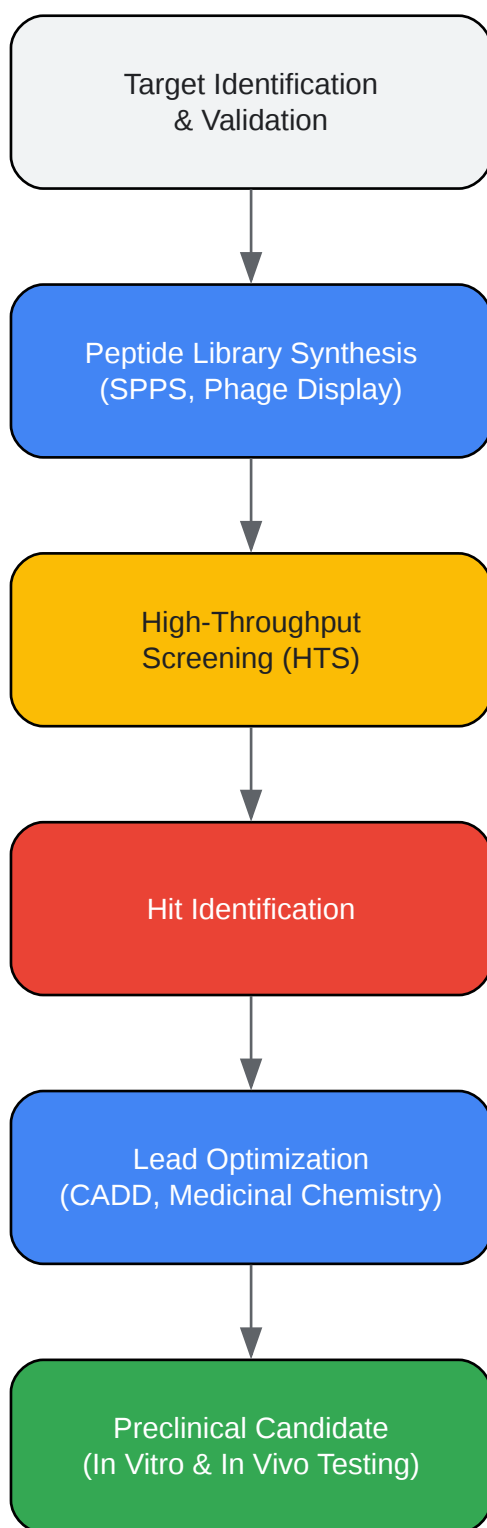 Target Identification
& Validation
Peptide Library Synthesis
(SPPS, Phage Display)
High-Throughput
Screening (HTS)
Hit Identification
Lead Optimization
(CADD, Medicinal Chemistry)
Preclinical Candidate
(In Vitro & In Vivo Testing)